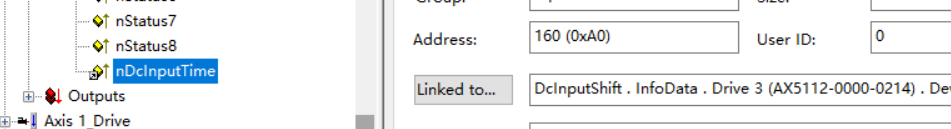 nStatus7
nStatus8
nDcInputTime
Outputs
Axis 1_Drive
Address: 160 (0xA0) User ID: 0
Linked to... DcInputShift . InfoData . Drive 3 (AX5112-0000-0214) . De